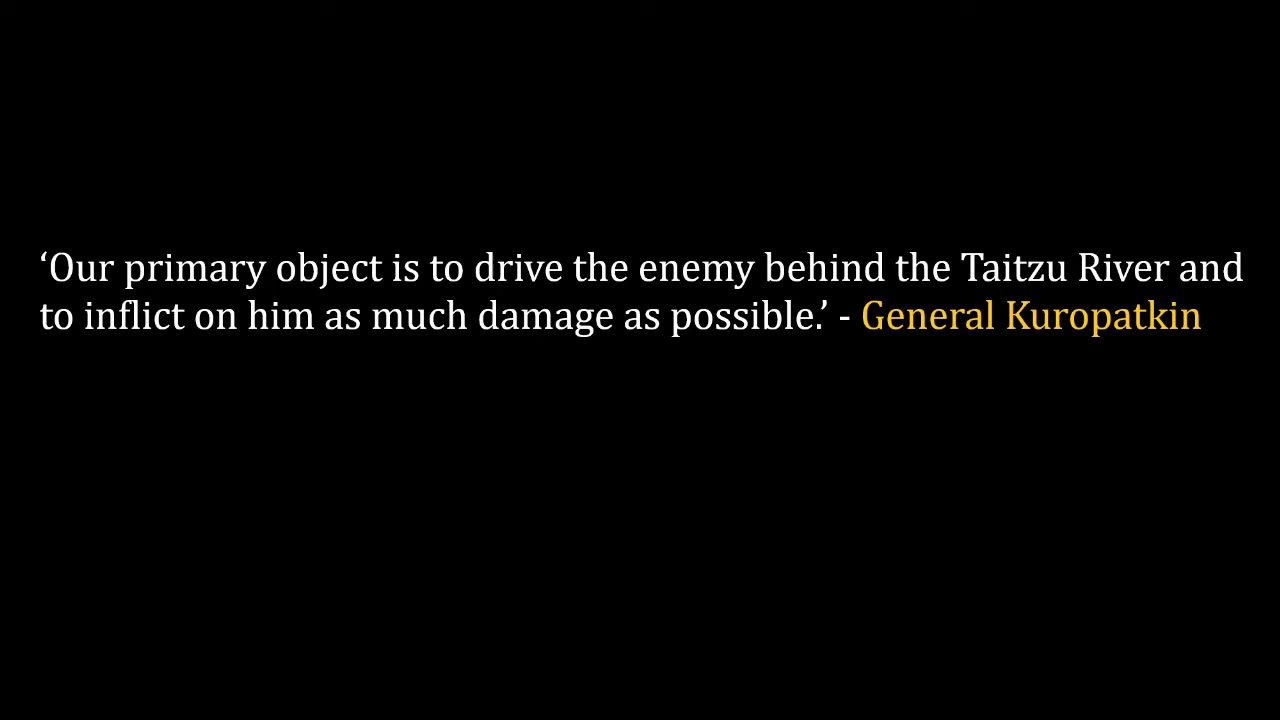 ‘Our primary object is to drive the enemy behind the Taitzu River and
to inflict on him as much damage as possible.’ - General Kuropatkin